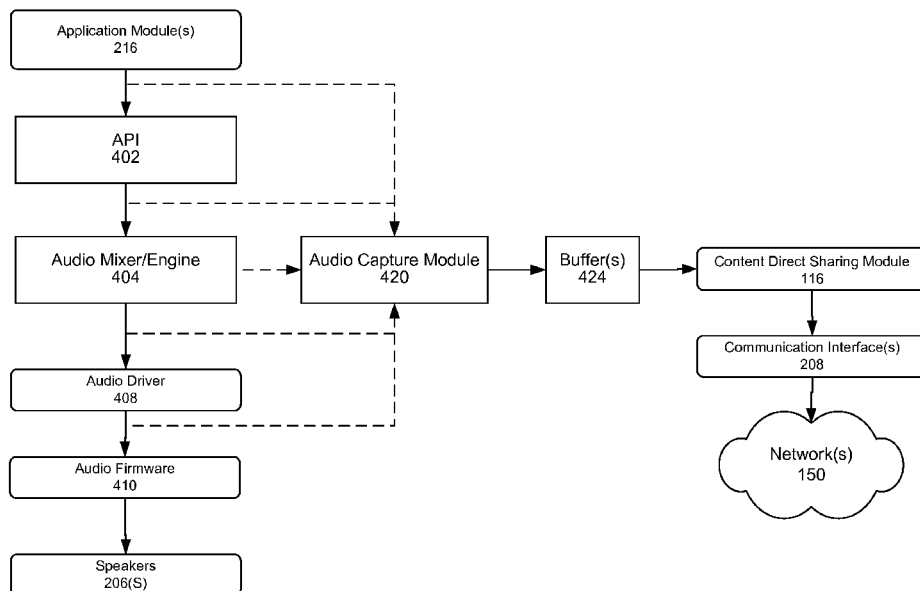 Application Module(s)
216
API
402
Audio Mixer/Engine
404
Audio Capture Module
420
Buffer(s)
424
Content Direct Sharing Module
116
Communication Interface(s)
208
Audio Driver
408
Audio Firmware
410
Network(s)
150
Speakers
206(S)